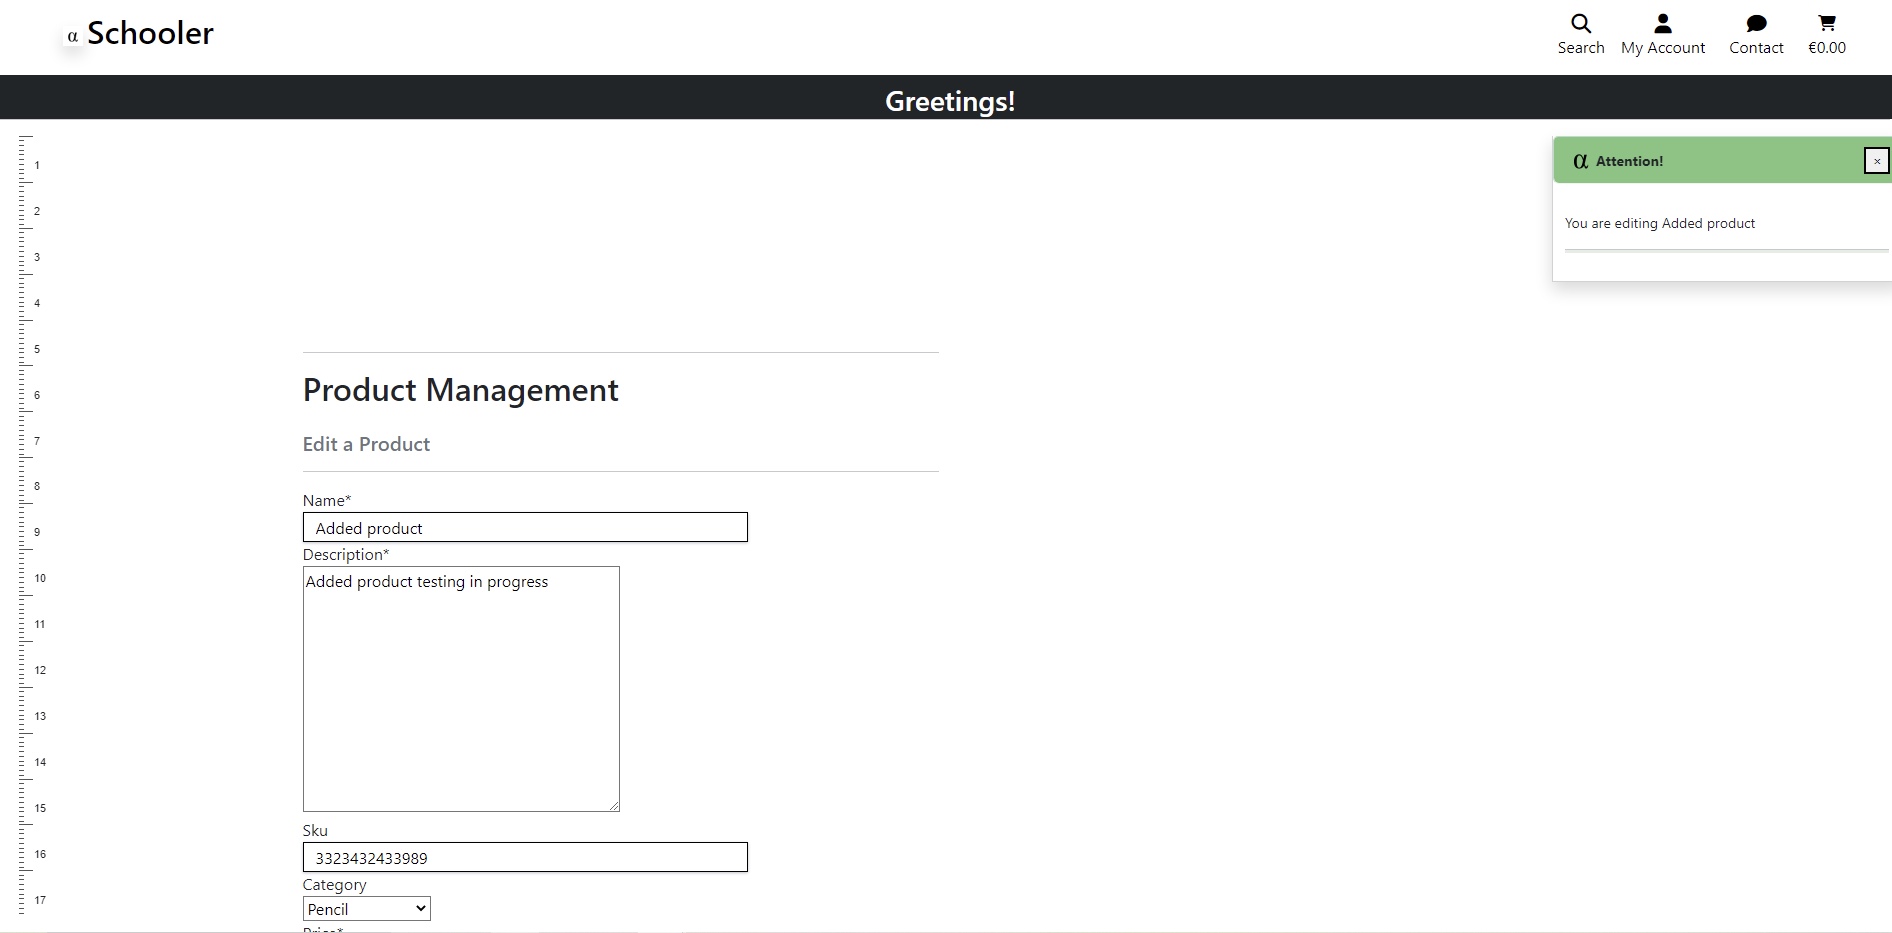 α Schooler
Search
My Account
Contact
€0.00
Greetings!
α Attention!
×
You are editing Added product
1
2
3
4
5
6
7
8
9
10
11
12
13
14
15
16
17
Product Management
Edit a Product
Name*
Added product
Description*
Added product testing in progress
Sku
3323432433989
Category
Pencil
Price*